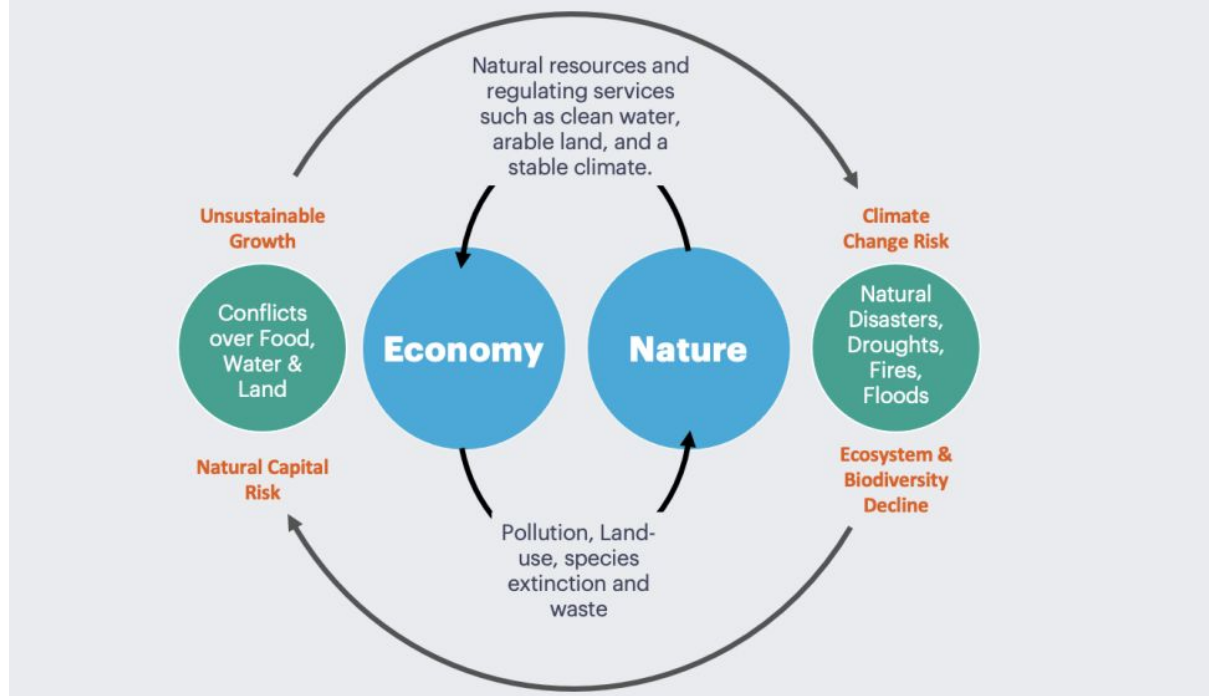 Natural resources and
regulating services
such as clean water,
arable land, and a
stable climate.
Unsustainable
Growth
Climate
Change Risk
Conflicts
over Food,
Water &
Land
Economy
Nature
Natural
Disasters,
Droughts,
Fires,
Floods
Natural Capital
Risk
Ecosystem &
Biodiversity
Decline
Pollution, Land-
use, species
extinction and
waste